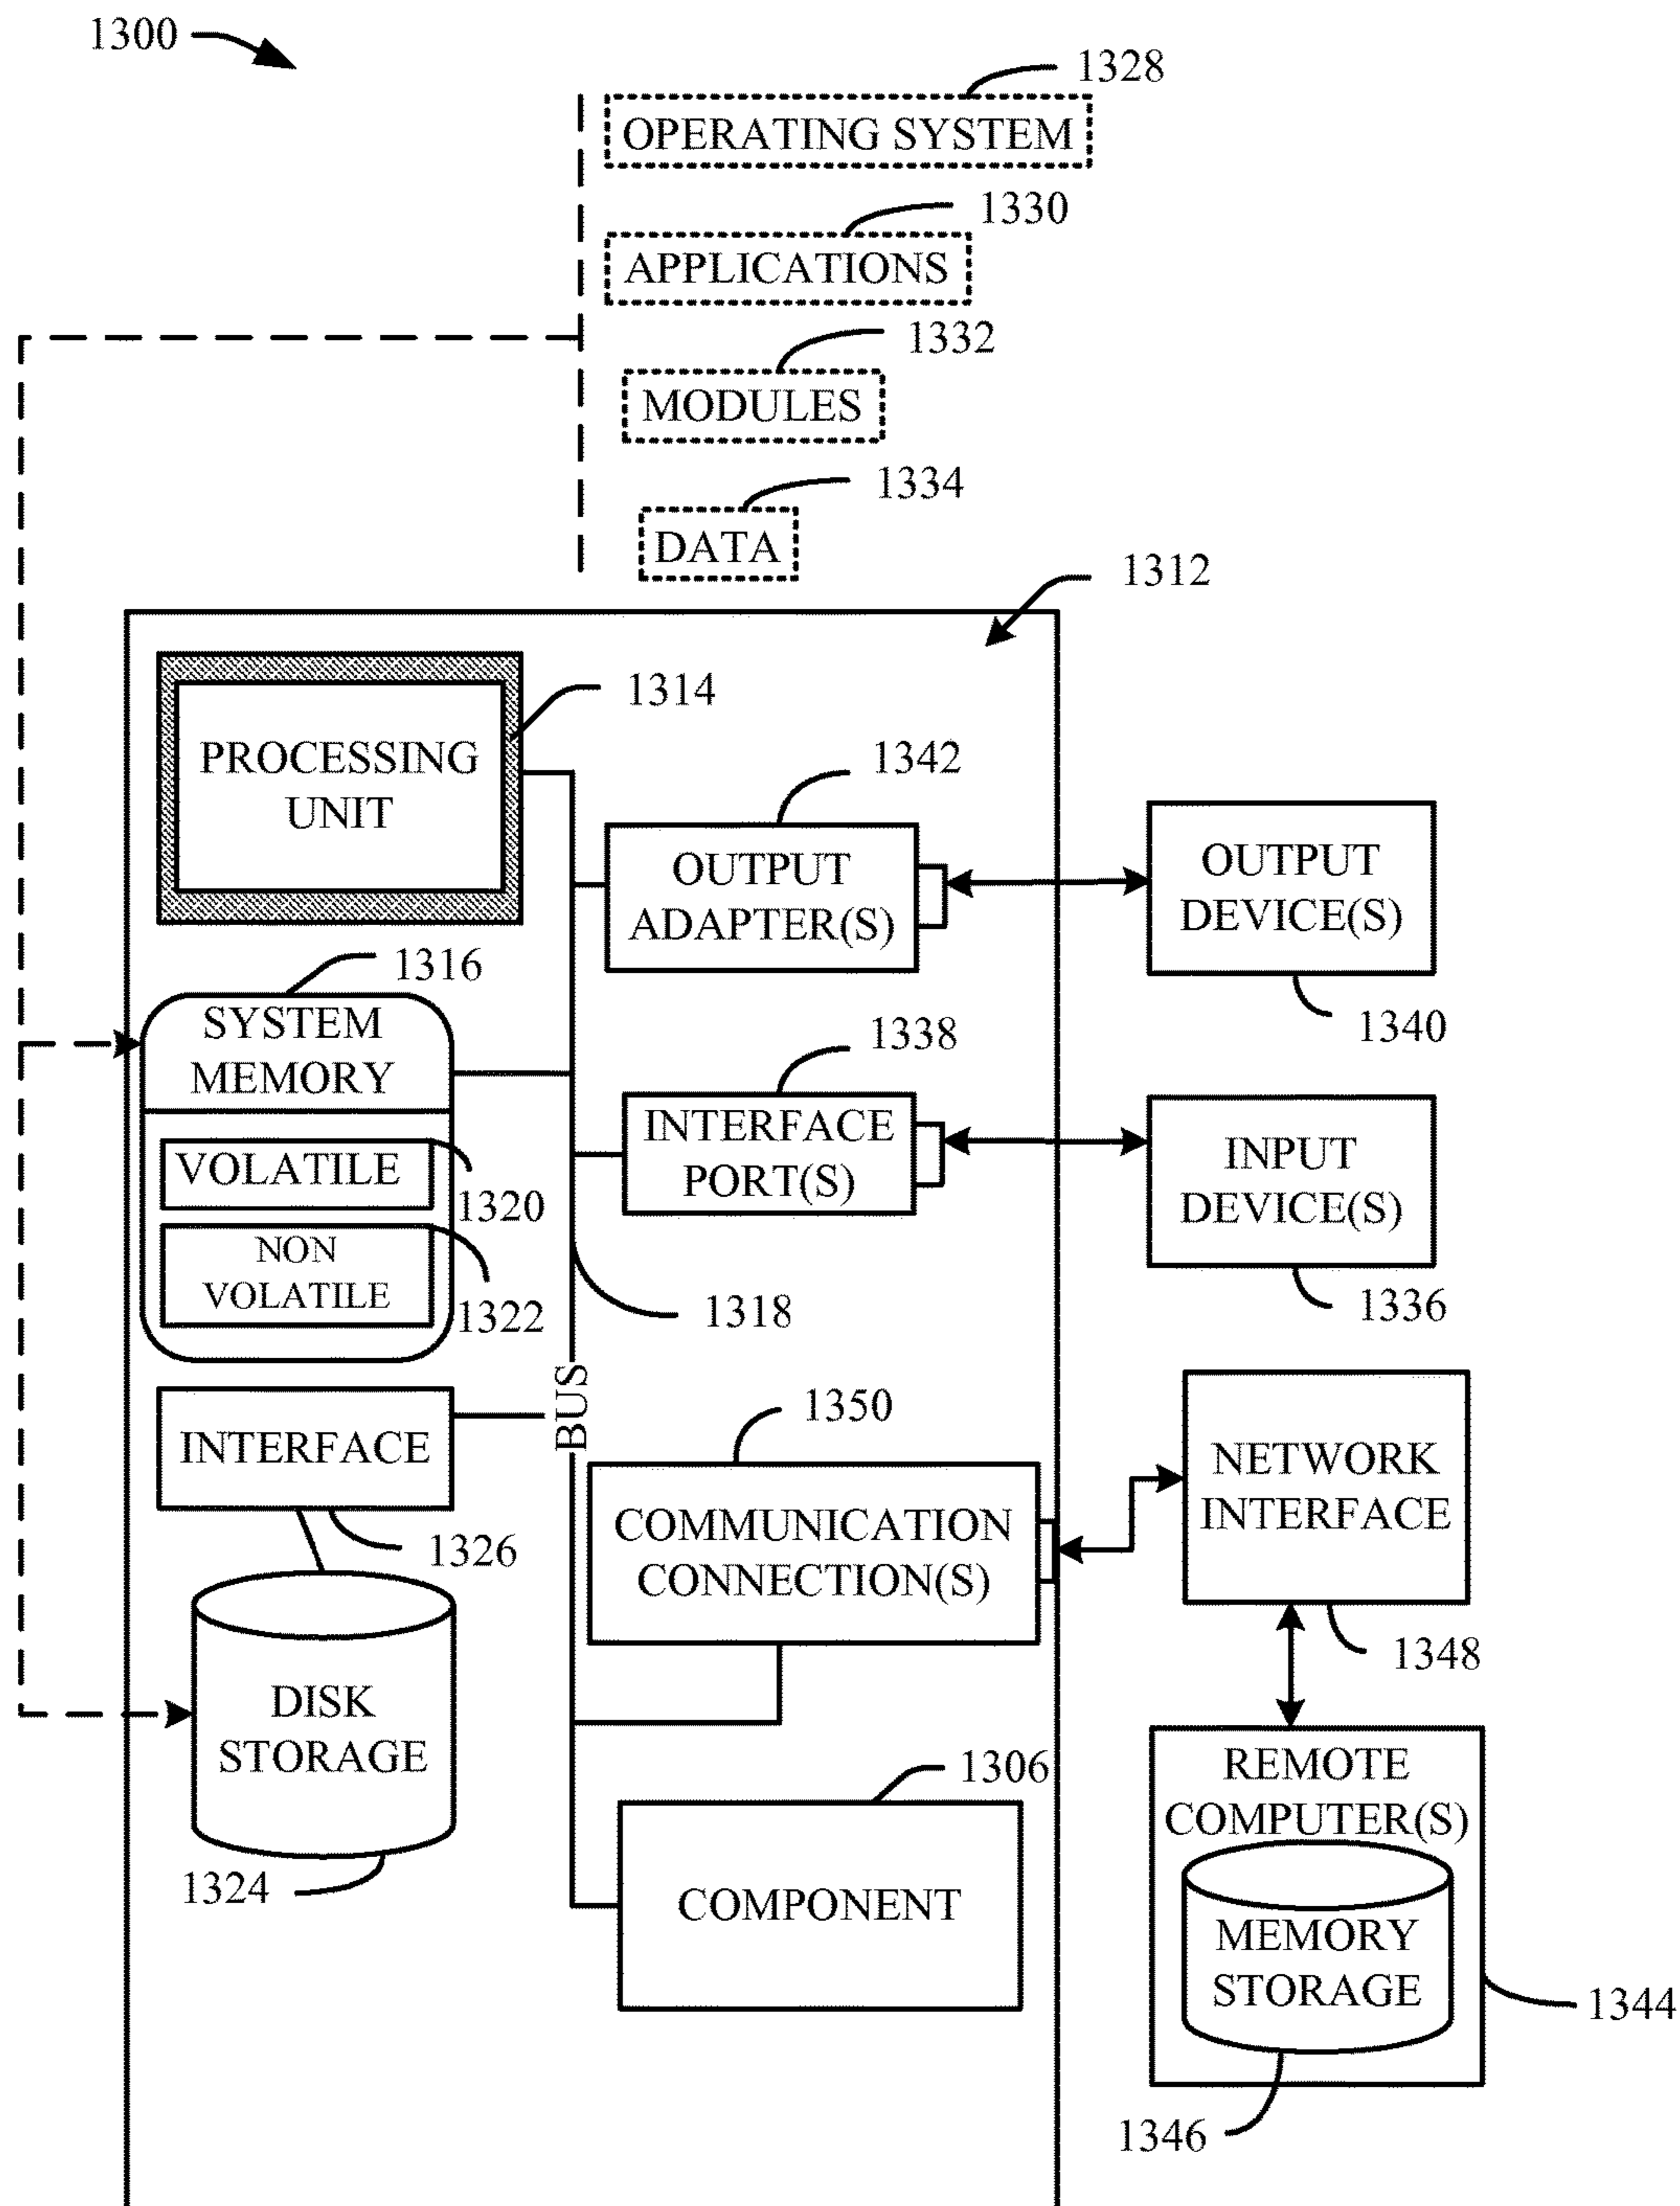 1300
1328
OPERATING SYSTEM
1330
APPLICATIONS
1332
MODULES
1334
DATA
1312
1314
PROCESSING
UNIT
1342
OUTPUT
ADAPTER(S)
OUTPUT
DEVICE(S)
1340
1316
SYSTEM
MEMORY
VOLATILE
1320
NON
VOLATILE
1322
1338
INTERFACE
PORT(S)
INPUT
DEVICE(S)
1336
1318
BUS
INTERFACE
1326
1350
COMMUNICATION
CONNECTION(S)
NETWORK
INTERFACE
1348
DISK
STORAGE
1324
1306
COMPONENT
REMOTE
COMPUTER(S)
MEMORY
STORAGE
1344
1346